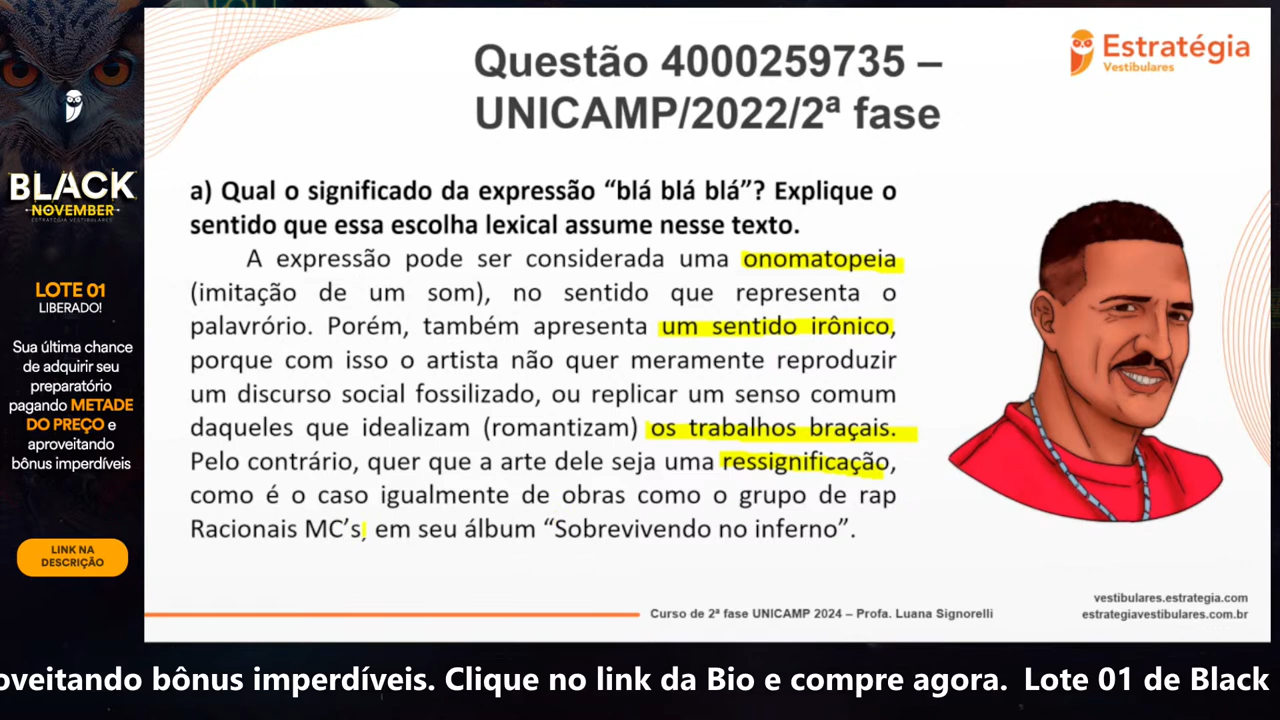 Questão 4000259735 –
UNICAMP/2022/2ª fase
Estratégia
Vestibulares
a) Qual o significado da expressão “blá blá blá”? Explique o
sentido que essa escolha lexical assume nesse texto.
A expressão pode ser considerada uma onomatopeia
(imitação de um som), no sentido que representa o
palavrório. Porém, também apresenta um sentido irônico,
porque com isso o artista não quer meramente reproduzir
um discurso social fossilizado, ou replicar um senso comum
daqueles que idealizam (romantizam) os trabalhos braçais.
Pelo contrário, quer que a arte dele seja uma ressignificação,
como é o caso igualmente de obras como o grupo de rap
Racionais MC’s, em seu álbum “Sobrevivendo no inferno”.
BLACK
NOVEMBER
ESTRATÉGIA VESTIBULARES
LOTE 01
LIBERADO!
Sua última chance
de adquirir seu
preparatório
pagando METADE
DO PREÇO e
aproveitando
bônus imperdíveis
LINK NA
DESCRIÇÃO
Curso de 2ª fase UNICAMP 2024 – Profa. Luana Signorelli
vestibulares.estrategia.com
estrategiavestibulares.com.br
oveitando bônus imperdíveis. Clique no link da Bio e compre agora. Lote 01 de Black